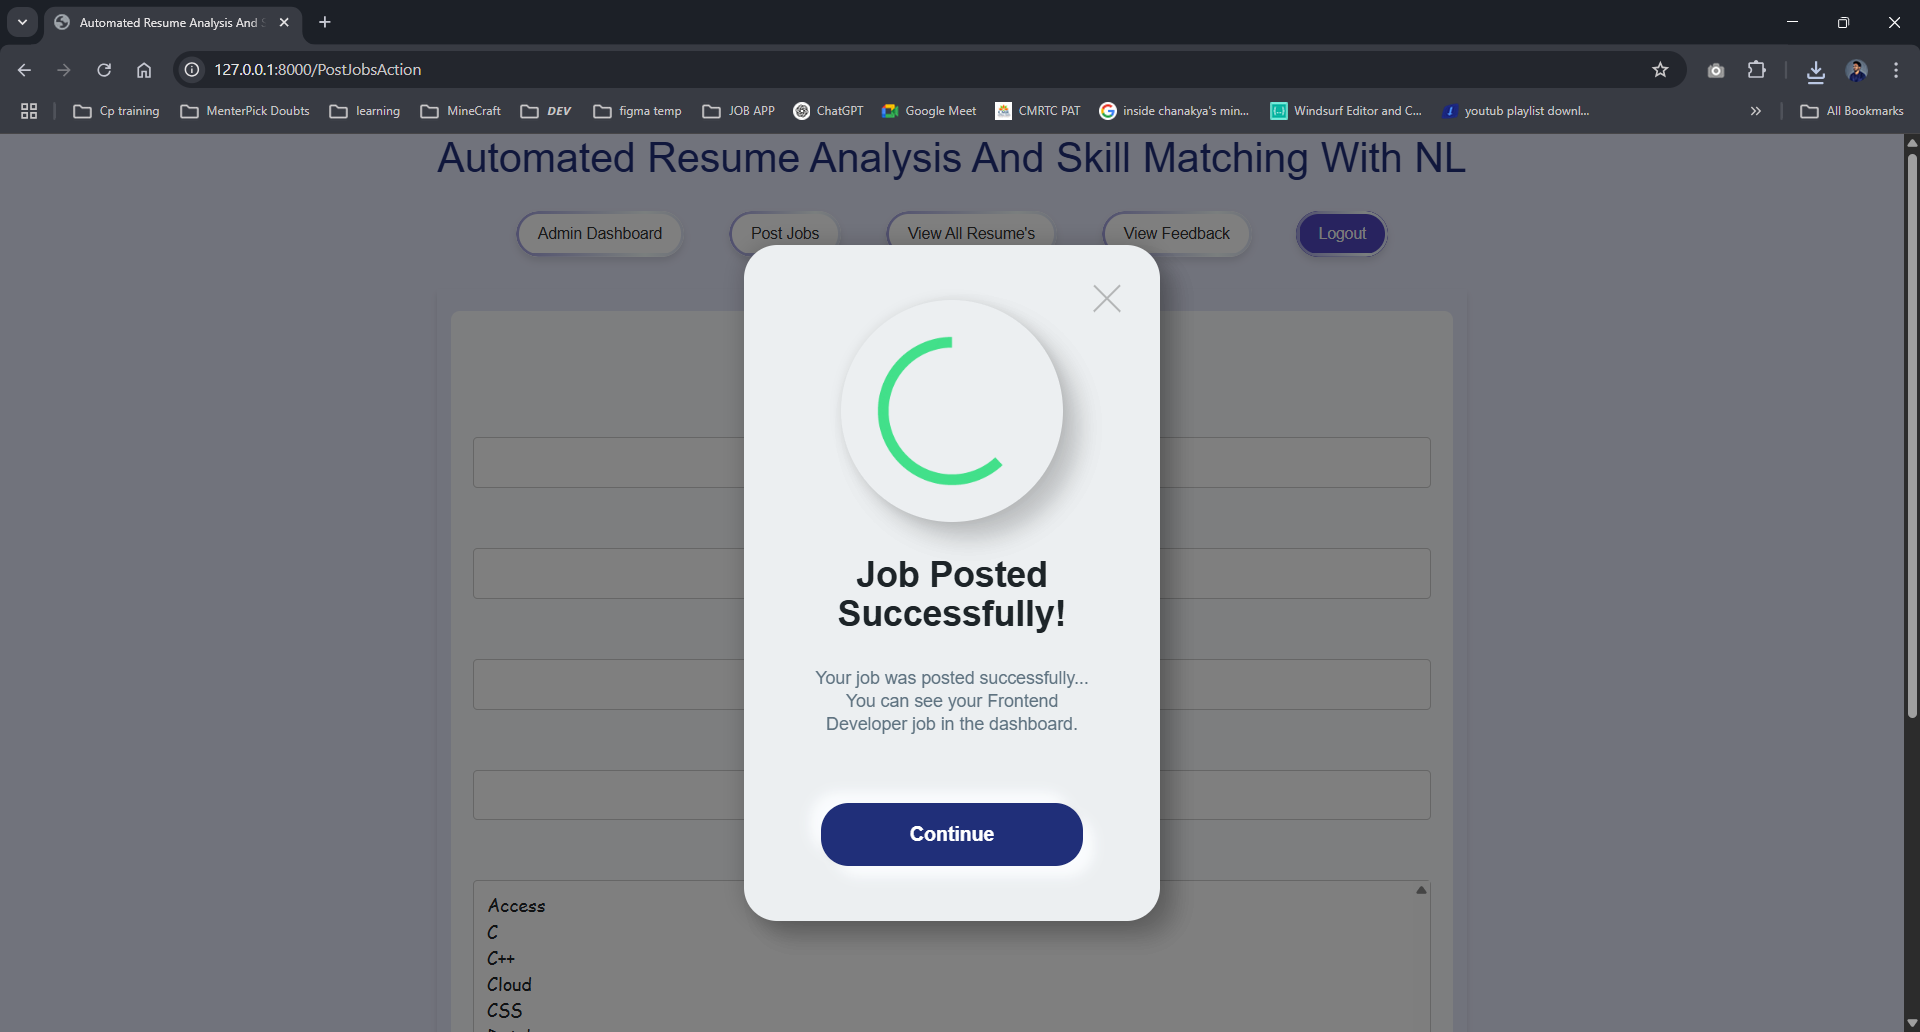 Automated Resume Analysis And S
127.0.0.1:8000/PostJobsAction
Cp training
MenterPick Doubts
learning
MineCraft
DEV
figma temp
JOB APP
ChatGPT
Google Meet
CMRTC PAT
inside chanakya's min...
Windsurf Editor and C...
youtub playlist downl...
All Bookmarks
Automated Resume Analysis And Skill Matching With NL
Admin Dashboard
Post Jobs
View All Resume's
View Feedback
Logout
Job Posted
Successfully!
Your job was posted successfully...
You can see your Frontend
Developer job in the dashboard.
Continue
Access
C
C++
Cloud
CSS